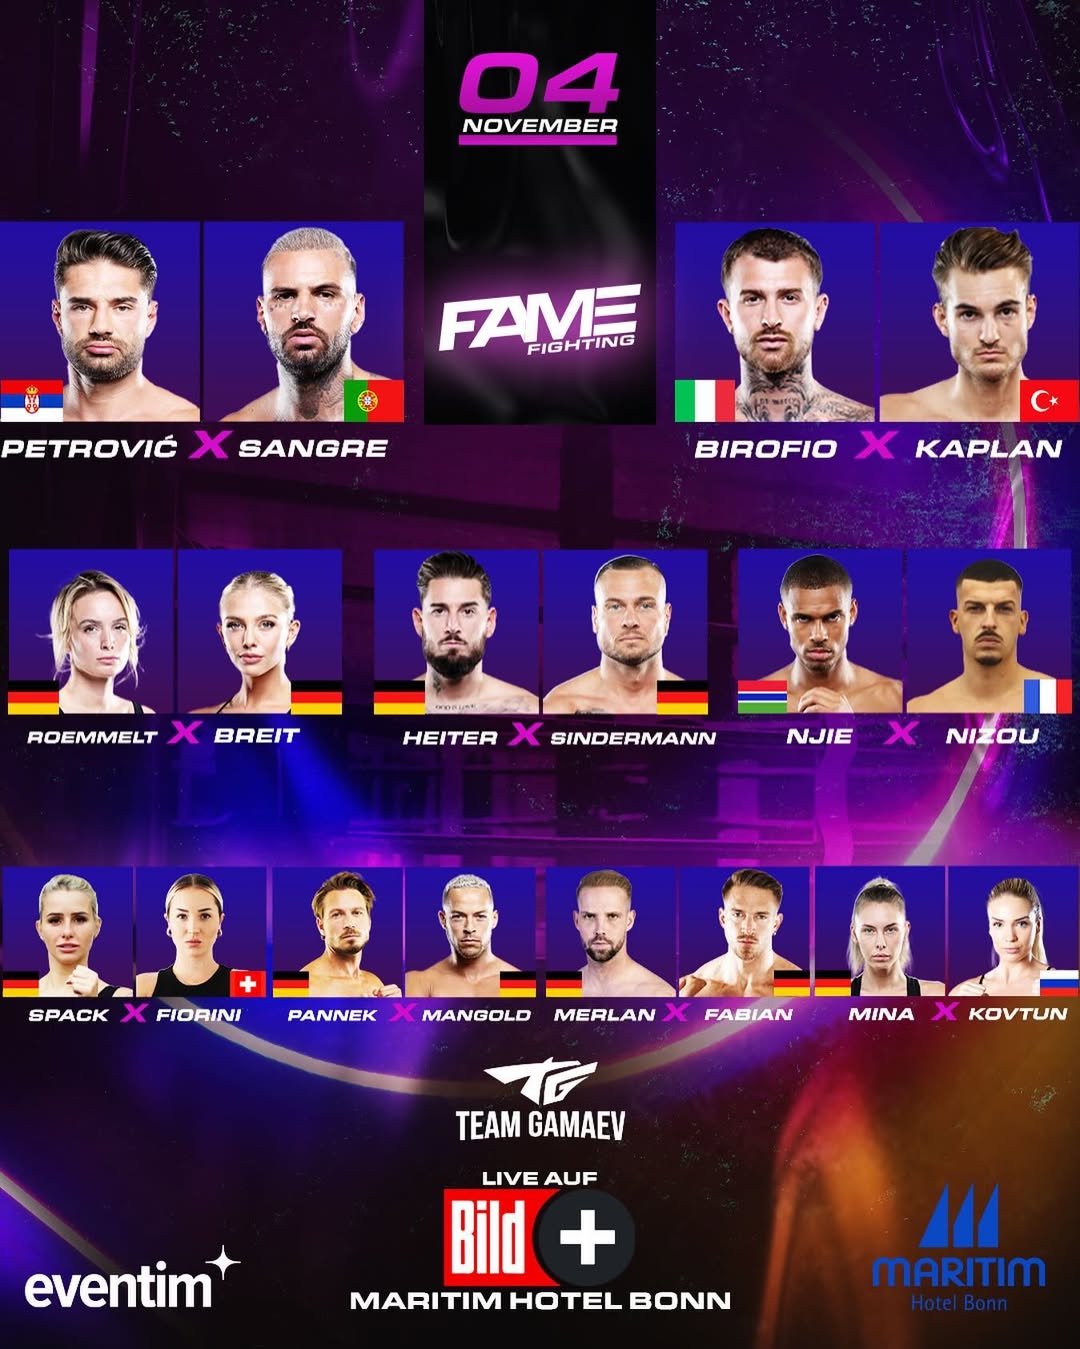 04
NOVEMBER
FAME
FIGHTING
PETROVIĆ X SANGRE
BIROFIO X KAPLAN
ROEMMELT X BREIT
HEITER X SINDERMANN
NJIE X NIZOU
SPACK X FIORINI
PANNEK X MANGOLD
MERLAN X FABIAN
MINA X KOVTUN
TG
TEAM GAMAEV
LIVE AUF
Bild +
MARITIM HOTEL BONN
eventim
MARITIM
Hotel Bonn